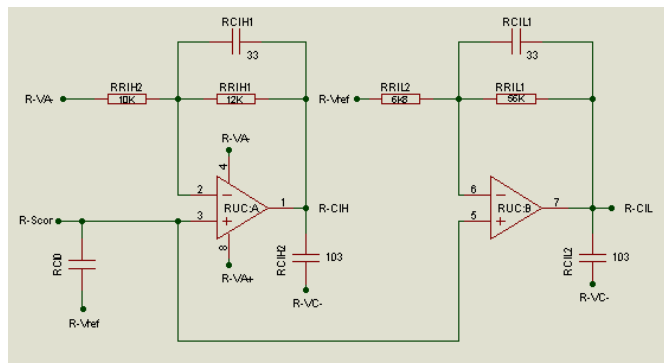 RCIH1
33
RCIL1
33
R-VA-
RRIH2
10K
RRIH1
12K
R-Vref
RRIL2
6K8
RRIL1
56K
R-VA-
4
2
3
RUC:A
1
R-CIH
8
R-VA+
6
5
RUC:B
7
R-CIL
R-Scor
RCI0
R-Vref
RCIH2
103
R-VC-
RCIL2
103
R-VC-